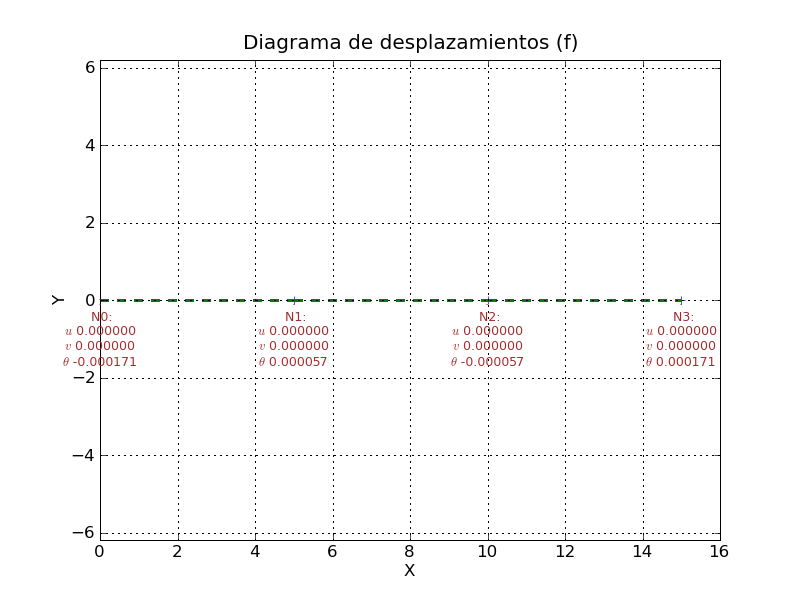 Diagrama de desplazamientos (f)
6
4
2
Y
0
N0: N1: N2: N3:
u 0.000000 u 0.000000 u 0.000000 u 0.000000
v 0.000000 v 0.000000 v 0.000000 v 0.000000
θ -0.000171 θ 0.000057 θ -0.000057 θ 0.000171
−2
−4
−6
0 2 4 6 8 10 12 14 16
X